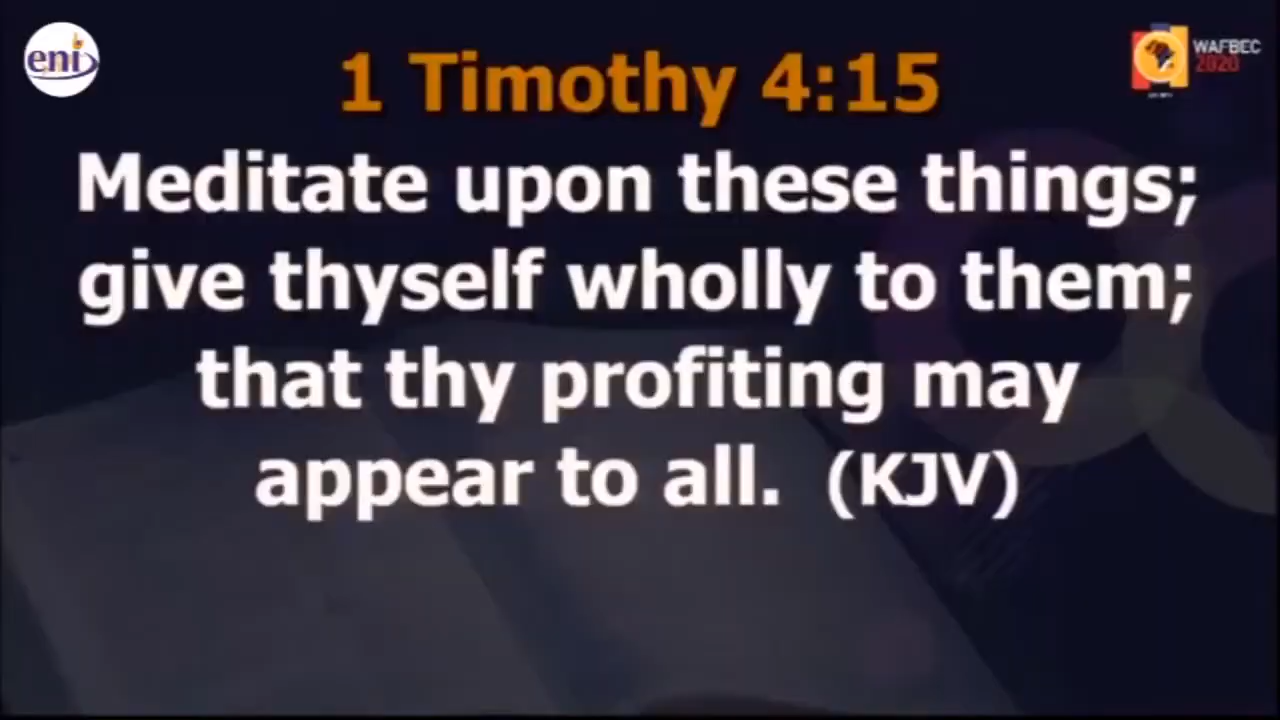 eni
WAFBEC
2020
1 Timothy 4:15
Meditate upon these things;
give thyself wholly to them;
that thy profiting may
appear to all. (KJV)